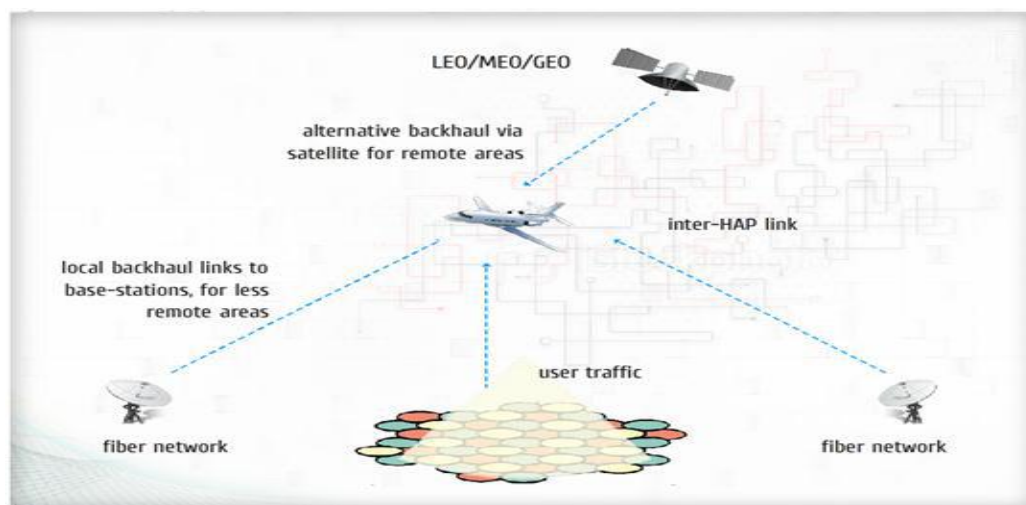 LEO/MEO/GEO
alternative backhaul via
satellite for remote areas
inter-HAP link
local backhaul links to
base-stations, for less
remote areas
user traffic
fiber network
fiber network